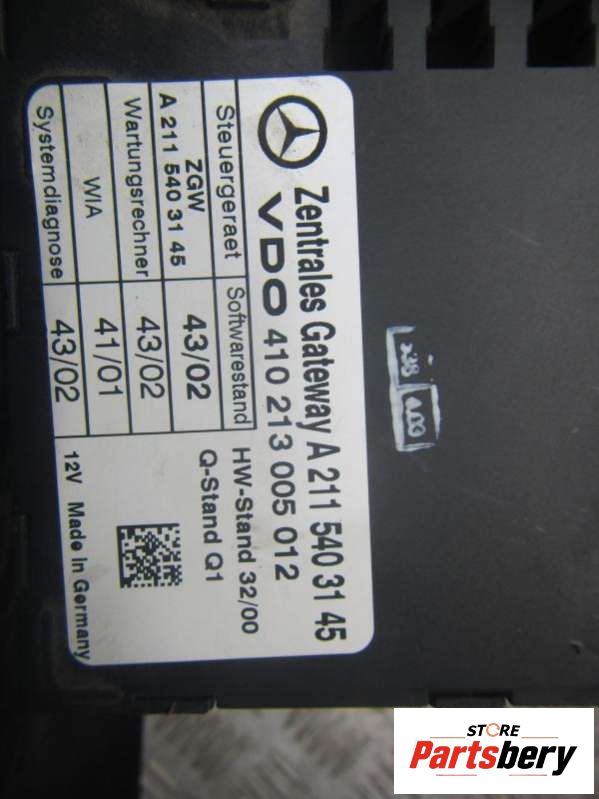 Zentrales Gateway A 211 540 31 45
VDO 410 213 005 012
Steuergeraet Softwarestand HW-Stand 32/00
ZGW
A 211 540 31 45 43/02 Q-Stand Q1
Wartungsrechner 43/02
WIA 41/01
Systemdiagnose 43/02 12V Made In Germany
4.00
STORE
Partsbery